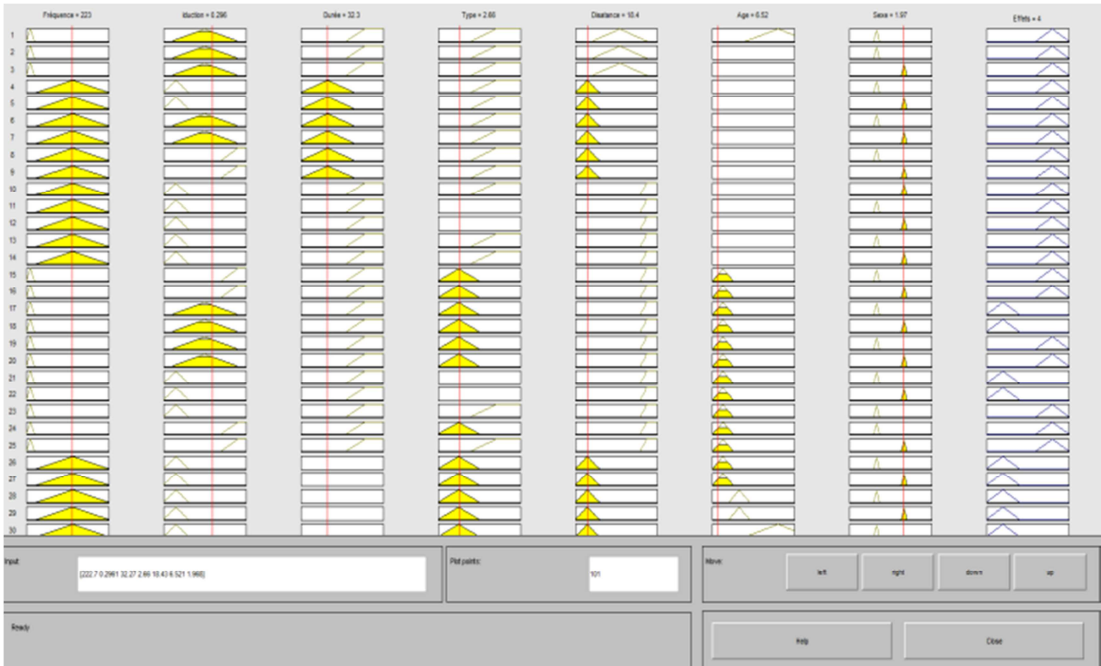 Fréquence = 223
Iduction = 0.296
Durée = 32.3
Type = 2.66
Disatance = 18.4
Age = 6.52
Sexe = 1.97
Effets = 4
1
2
3
4
5
6
7
8
9
10
11
12
13
14
15
16
17
18
19
20
21
22
23
24
25
26
27
28
29
30
Input:
[222.7 0.2961 32.27 2.66 18.43 6.521 1.968]
Plot points:
101
Move:
left
right
down
up
Ready
Help
Close